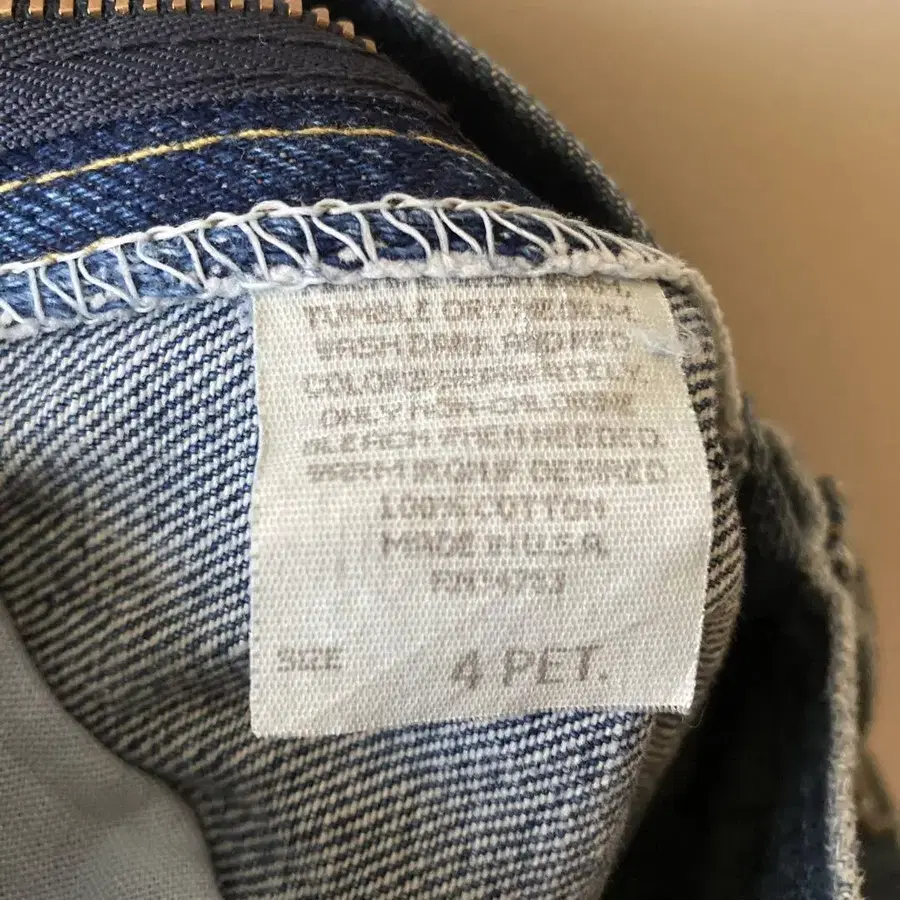 TUMBLE DRY MEDIUM.
WASH DARK AND RED
COLORS SEPARATELY.
ONLY NON-CHLORINE
BLEACH WHEN NEEDED.
WARM IRON IF DESIRED
100% COTTON
MADE IN U.S.A.
SIZE 4 PET.